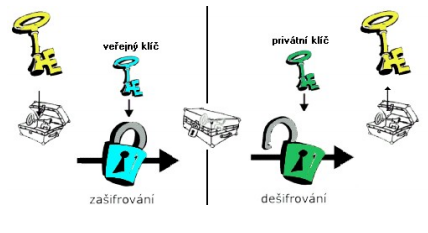 veřejný klíč
privátní klíč
zašifrování
dešifrování